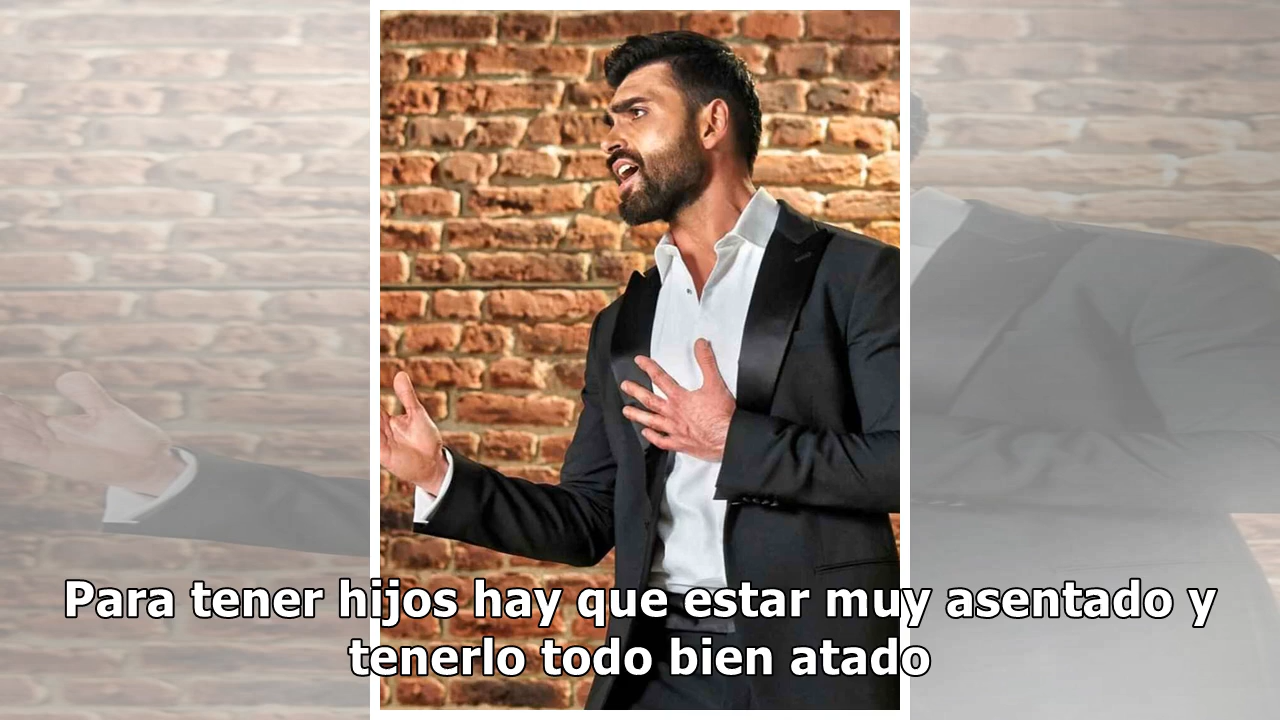 Para tener hijos hay que estar muy asentado y
tenerlo todo bien atado